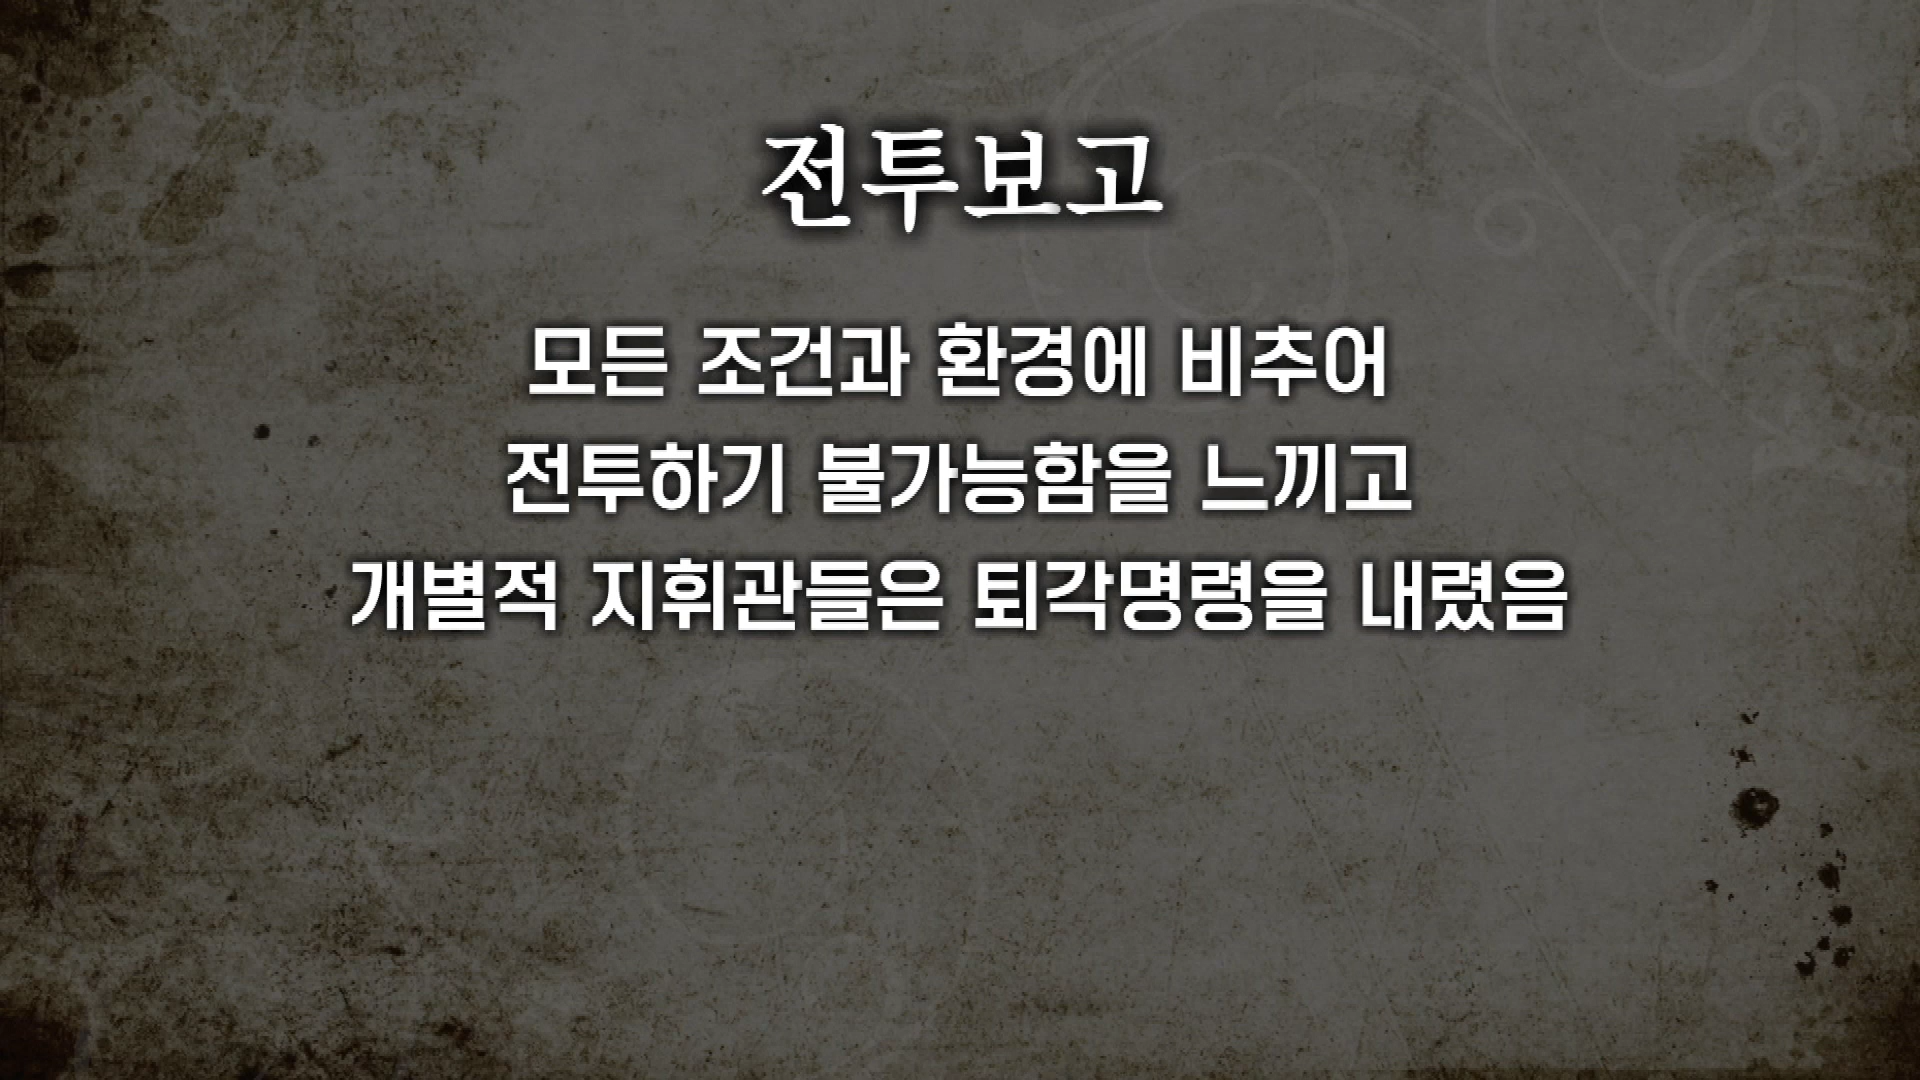 전투보고
모든 조건과 환경에 비추어
전투하기 불가능함을 느끼고
개별적 지휘관들은 퇴각명령을 내렸음